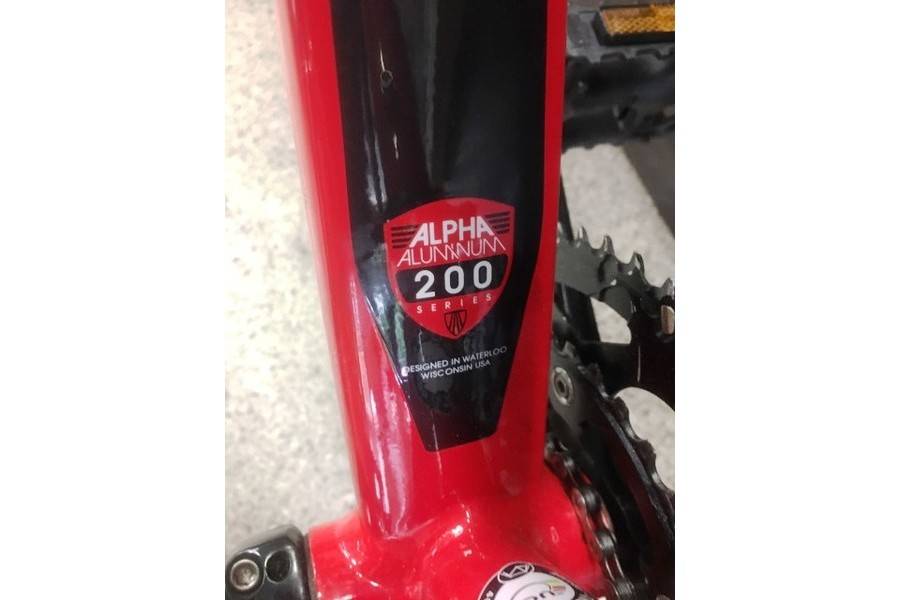 ALPHA
ALUMINUM
200
SERIES
DESIGNED IN WATERLOO
WISCONSIN USA